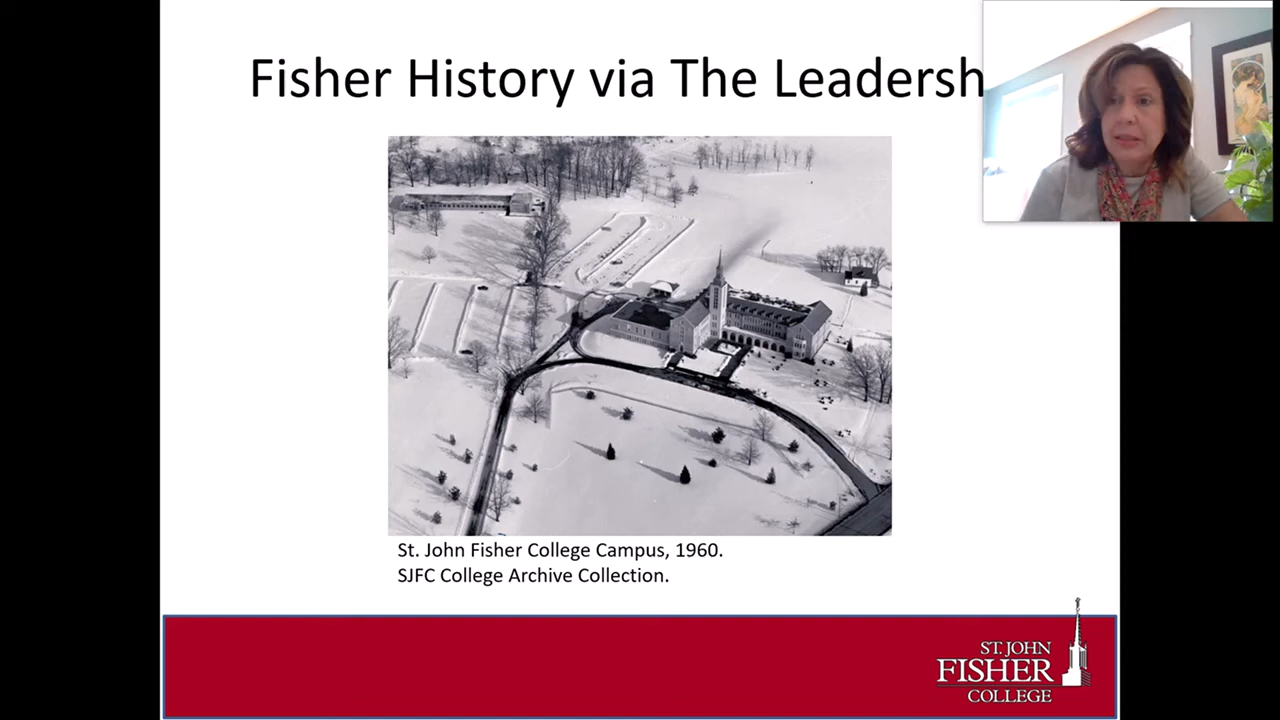 Fisher History via The Leadersh
St. John Fisher College Campus, 1960.
SJFC College Archive Collection.
ST. JOHN
FISHER
COLLEGE